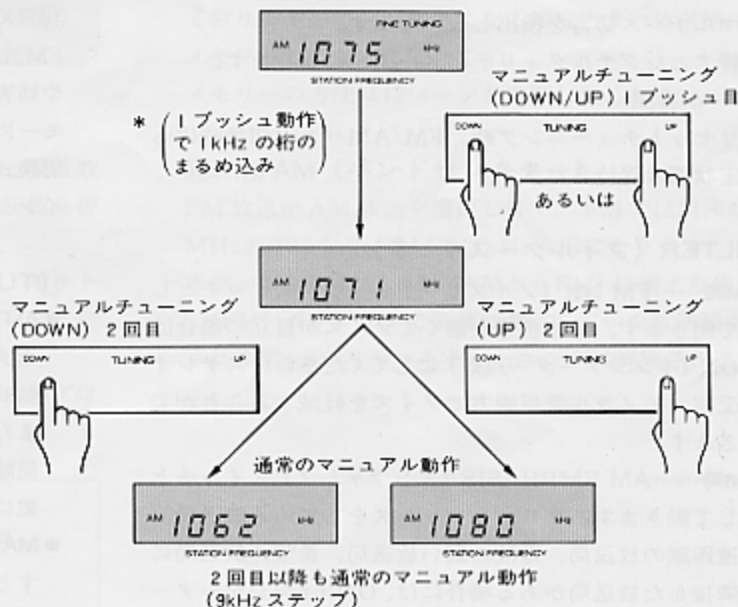 FINE TUNING
AM 1075 kHz
STATION FREQUENCY
* (1プッシュ動作
で1kHzの桁の
まるめ込み)
マニュアルチューニング
(DOWN/UP) 1プッシュ目
DOWN TUNING UP
あるいは
AM 1071 kHz
STATION FREQUENCY
マニュアルチューニング
(DOWN) 2回目
DOWN TUNING UP
マニュアルチューニング
(UP) 2回目
DOWN TUNING UP
通常のマニュアル動作
AM 1062 kHz
STATION FREQUENCY
AM 1080 kHz
STATION FREQUENCY
2回目以降も通常のマニュアル動作
(9kHzステップ)